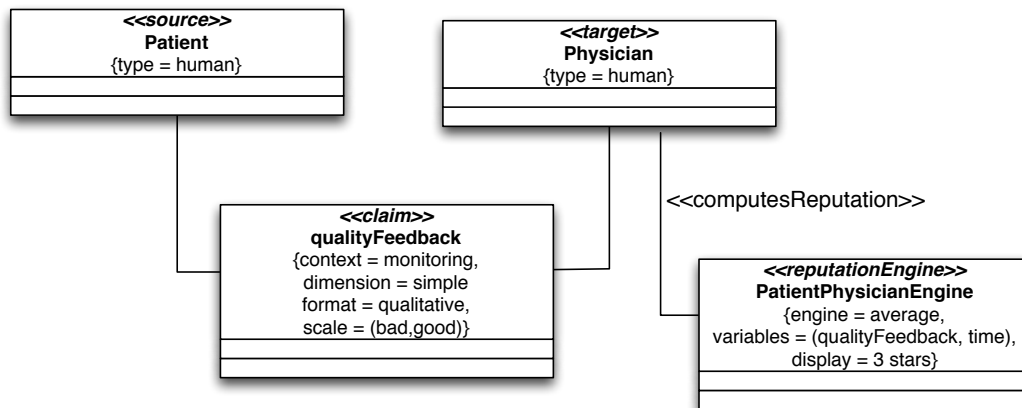 <<source>>
Patient
{type = human}
<<target>>
Physician
{type = human}
<<computesReputation>>
<<claim>>
qualityFeedback
{context = monitoring,
dimension = simple
format = qualitative,
scale = (bad,good)}
<<reputationEngine>>
PatientPhysicianEngine
{engine = average,
variables = (qualityFeedback, time),
display = 3 stars}